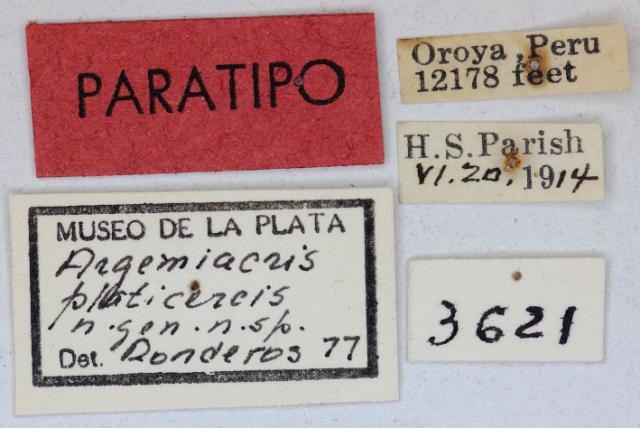 PARATIPO
Oroya, Peru
12178 feet
H.S. Parish
VI.20.1914
MUSEO DE LA PLATA
Argemiacris
platicercis
n.gen.n.sp.
Det. Ronderos 77
3621